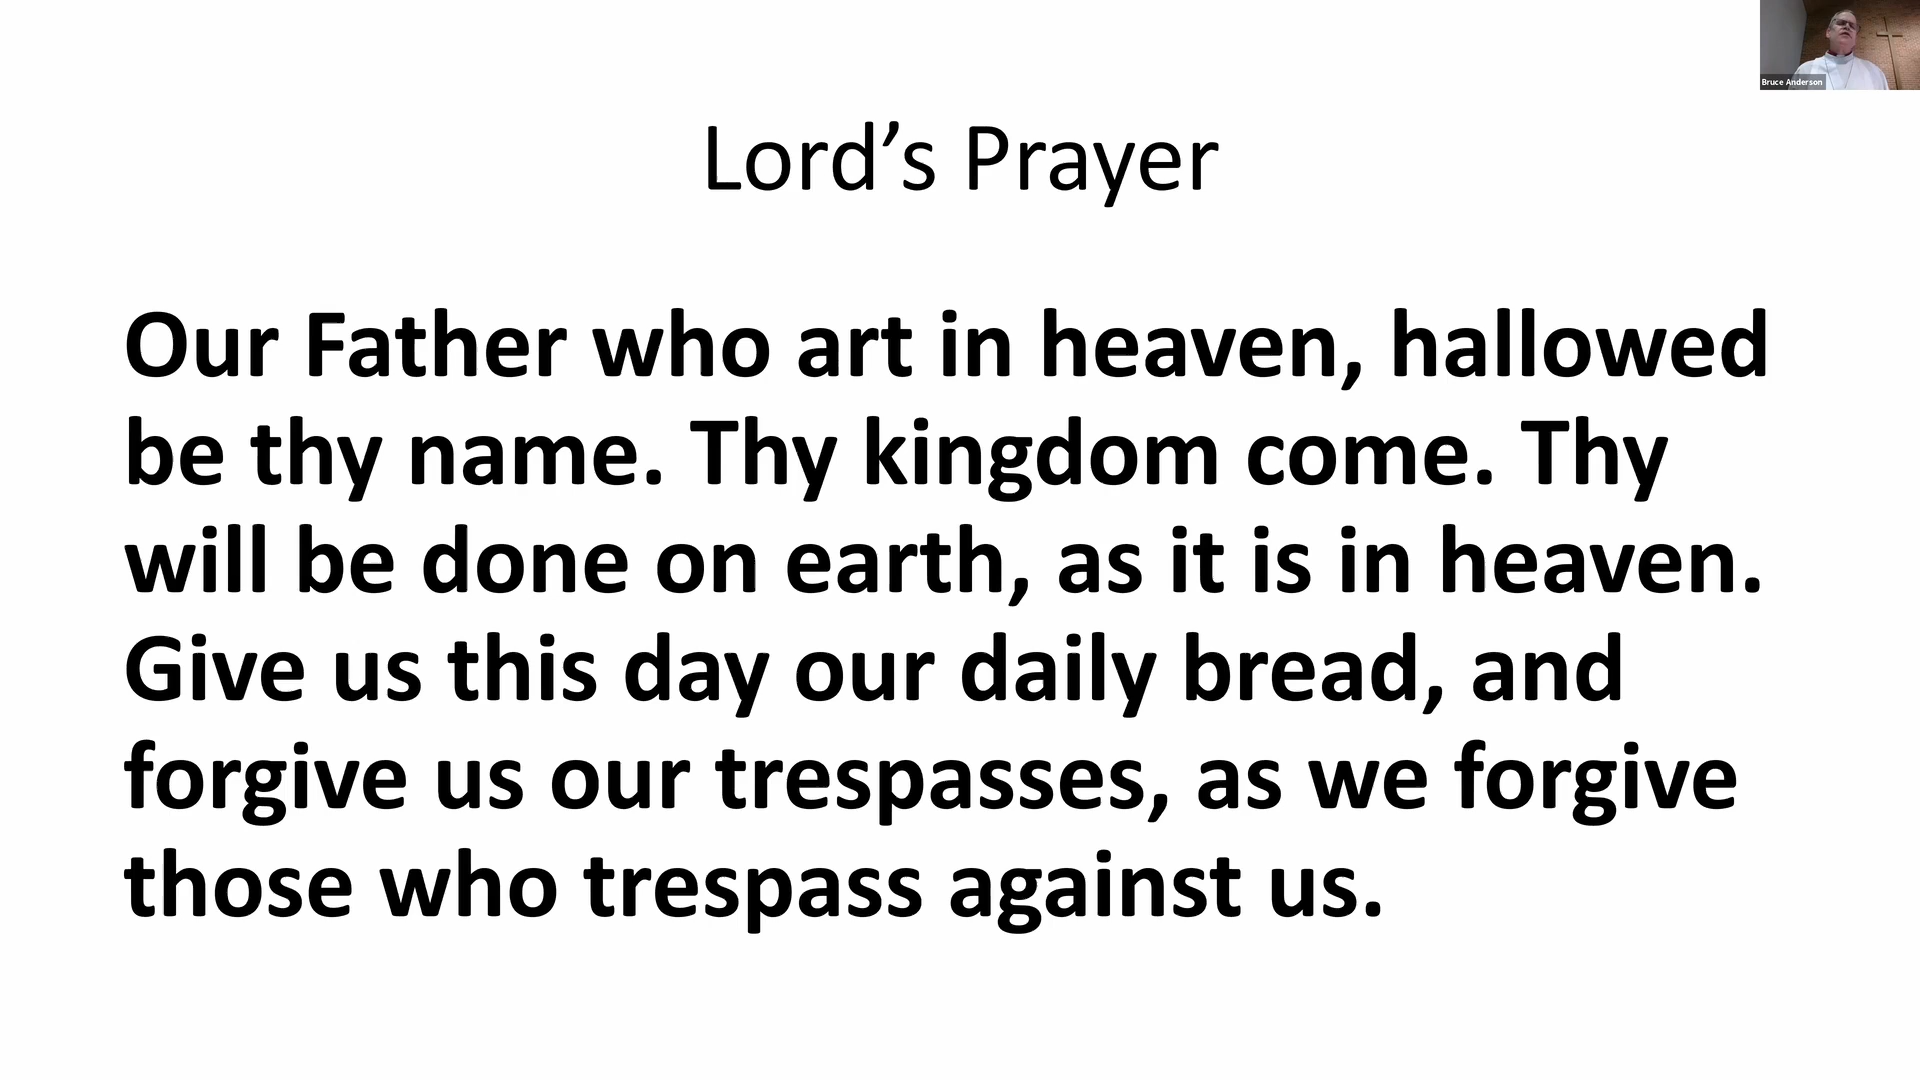 Bruce Anderson
Lord’s Prayer
Our Father who art in heaven, hallowed
be thy name. Thy kingdom come. Thy
will be done on earth, as it is in heaven.
Give us this day our daily bread, and
forgive us our trespasses, as we forgive
those who trespass against us.